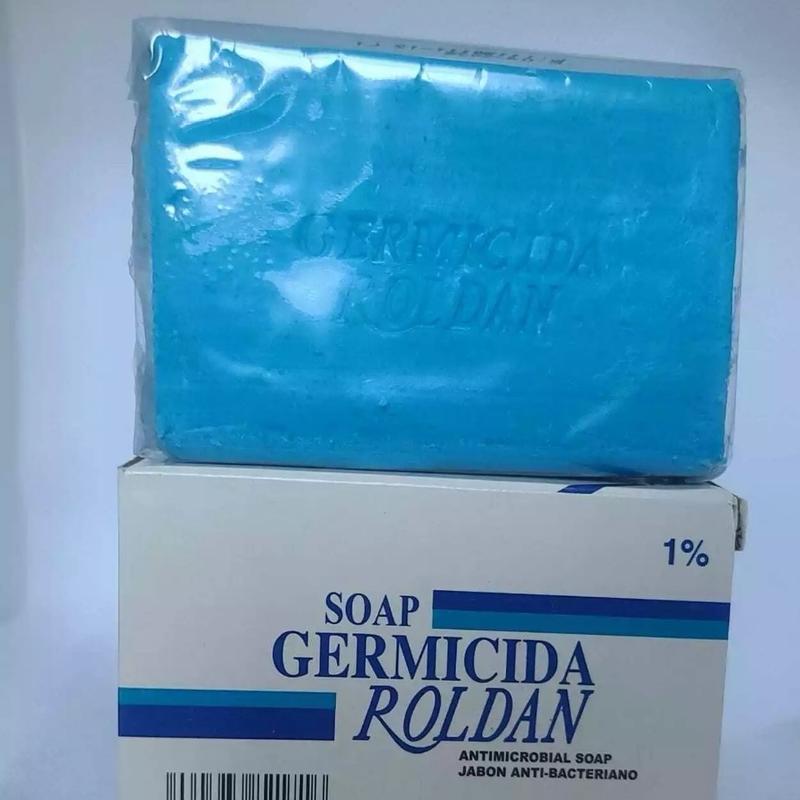 GERMICIDA
ROLDAN
1%
SOAP
GERMICIDA
ROLDAN
ANTIMICROBIAL SOAP
JABON ANTI-BACTERIANO